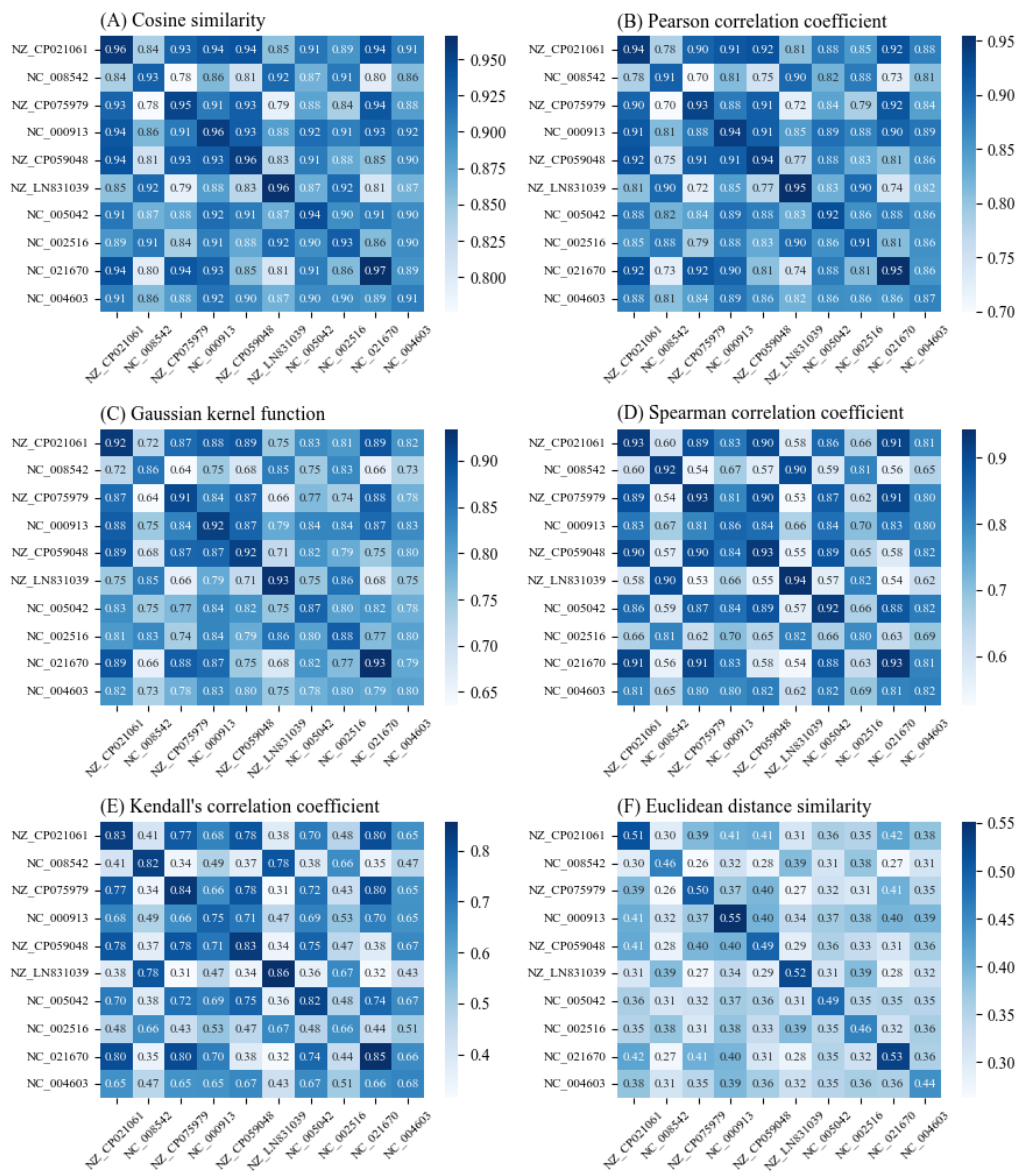 (A) Cosine similarity
NZ_CP021061 0.96 0.84 0.93 0.94 0.94 0.85 0.91 0.89 0.94 0.91
NC_008542 0.84 0.93 0.78 0.86 0.81 0.92 0.87 0.91 0.80 0.86
NZ_CP075979 0.93 0.78 0.95 0.91 0.93 0.79 0.88 0.84 0.94 0.88
NC_000913 0.94 0.86 0.91 0.96 0.93 0.88 0.92 0.91 0.93 0.92
NZ_CP059048 0.94 0.81 0.93 0.93 0.96 0.83 0.91 0.88 0.85 0.90
NZ_LN831039 0.85 0.92 0.79 0.88 0.83 0.96 0.87 0.92 0.81 0.87
NC_005042 0.91 0.87 0.88 0.92 0.91 0.87 0.94 0.90 0.91 0.90
NC_002516 0.89 0.91 0.84 0.91 0.88 0.92 0.90 0.93 0.86 0.90
NC_021670 0.94 0.80 0.94 0.93 0.85 0.81 0.91 0.86 0.97 0.89
NC_004603 0.91 0.86 0.88 0.92 0.90 0.87 0.90 0.90 0.89 0.91
NZ_CP021061 NC_008542 NZ_CP075979 NC_000913 NZ_CP059048 NZ_LN831039 NC_005042 NC_002516 NC_021670 NC_004603
0.950
0.925
0.900
0.875
0.850
0.825
0.800
(B) Pearson correlation coefficient
NZ_CP021061 0.94 0.78 0.90 0.91 0.92 0.81 0.88 0.85 0.92 0.88
NC_008542 0.78 0.91 0.70 0.81 0.75 0.90 0.82 0.88 0.73 0.81
NZ_CP075979 0.90 0.70 0.93 0.88 0.91 0.72 0.84 0.79 0.92 0.84
NC_000913 0.91 0.81 0.88 0.94 0.91 0.85 0.89 0.88 0.90 0.89
NZ_CP059048 0.92 0.75 0.91 0.91 0.94 0.77 0.88 0.83 0.81 0.86
NZ_LN831039 0.81 0.90 0.72 0.85 0.77 0.95 0.83 0.90 0.74 0.82
NC_005042 0.88 0.82 0.84 0.89 0.88 0.83 0.92 0.86 0.88 0.86
NC_002516 0.85 0.88 0.79 0.88 0.83 0.90 0.86 0.91 0.81 0.86
NC_021670 0.92 0.73 0.92 0.90 0.81 0.74 0.88 0.81 0.95 0.86
NC_004603 0.88 0.81 0.84 0.89 0.86 0.82 0.86 0.86 0.86 0.87
NZ_CP021061 NC_008542 NZ_CP075979 NC_000913 NZ_CP059048 NZ_LN831039 NC_005042 NC_002516 NC_021670 NC_004603
0.95
0.90
0.85
0.80
0.75
0.70
(C) Gaussian kernel function
NZ_CP021061 0.92 0.72 0.87 0.88 0.89 0.75 0.83 0.81 0.89 0.82
NC_008542 0.72 0.86 0.64 0.75 0.68 0.85 0.75 0.83 0.66 0.73
NZ_CP075979 0.87 0.64 0.91 0.84 0.87 0.66 0.77 0.74 0.88 0.78
NC_000913 0.88 0.75 0.84 0.92 0.87 0.79 0.84 0.84 0.87 0.83
NZ_CP059048 0.89 0.68 0.87 0.87 0.92 0.71 0.82 0.79 0.75 0.80
NZ_LN831039 0.75 0.85 0.66 0.79 0.71 0.93 0.75 0.86 0.68 0.75
NC_005042 0.83 0.75 0.77 0.84 0.82 0.75 0.87 0.80 0.82 0.78
NC_002516 0.81 0.83 0.74 0.84 0.79 0.86 0.80 0.88 0.77 0.80
NC_021670 0.89 0.66 0.88 0.87 0.75 0.68 0.82 0.77 0.93 0.79
NC_004603 0.82 0.73 0.78 0.83 0.80 0.75 0.78 0.80 0.79 0.80
NZ_CP021061 NC_008542 NZ_CP075979 NC_000913 NZ_CP059048 NZ_LN831039 NC_005042 NC_002516 NC_021670 NC_004603
0.90
0.85
0.80
0.75
0.70
0.65
(D) Spearman correlation coefficient
NZ_CP021061 0.93 0.60 0.89 0.83 0.90 0.58 0.86 0.66 0.91 0.81
NC_008542 0.60 0.92 0.54 0.67 0.57 0.90 0.59 0.81 0.56 0.65
NZ_CP075979 0.89 0.54 0.93 0.81 0.90 0.53 0.87 0.62 0.91 0.80
NC_000913 0.83 0.67 0.81 0.86 0.84 0.66 0.84 0.70 0.83 0.80
NZ_CP059048 0.90 0.57 0.90 0.84 0.93 0.55 0.89 0.65 0.58 0.82
NZ_LN831039 0.58 0.90 0.53 0.66 0.55 0.94 0.57 0.82 0.54 0.62
NC_005042 0.86 0.59 0.87 0.84 0.89 0.57 0.92 0.66 0.88 0.82
NC_002516 0.66 0.81 0.62 0.70 0.65 0.82 0.66 0.80 0.63 0.69
NC_021670 0.91 0.56 0.91 0.83 0.58 0.54 0.88 0.63 0.93 0.81
NC_004603 0.81 0.65 0.80 0.80 0.82 0.62 0.82 0.69 0.81 0.82
NZ_CP021061 NC_008542 NZ_CP075979 NC_000913 NZ_CP059048 NZ_LN831039 NC_005042 NC_002516 NC_021670 NC_004603
0.9
0.8
0.7
0.6
(E) Kendall's correlation coefficient
NZ_CP021061 0.83 0.41 0.77 0.68 0.78 0.38 0.70 0.48 0.80 0.65
NC_008542 0.41 0.82 0.34 0.49 0.37 0.78 0.38 0.66 0.35 0.47
NZ_CP075979 0.77 0.34 0.84 0.66 0.78 0.31 0.72 0.43 0.80 0.65
NC_000913 0.68 0.49 0.66 0.75 0.71 0.47 0.69 0.53 0.70 0.65
NZ_CP059048 0.78 0.37 0.78 0.71 0.83 0.34 0.75 0.47 0.38 0.67
NZ_LN831039 0.38 0.78 0.31 0.47 0.34 0.86 0.36 0.67 0.32 0.43
NC_005042 0.70 0.38 0.72 0.69 0.75 0.36 0.82 0.48 0.74 0.67
NC_002516 0.48 0.66 0.43 0.53 0.47 0.67 0.48 0.66 0.44 0.51
NC_021670 0.80 0.35 0.80 0.70 0.38 0.32 0.74 0.44 0.85 0.66
NC_004603 0.65 0.47 0.65 0.65 0.67 0.43 0.67 0.51 0.66 0.68
NZ_CP021061 NC_008542 NZ_CP075979 NC_000913 NZ_CP059048 NZ_LN831039 NC_005042 NC_002516 NC_021670 NC_004603
0.8
0.7
0.6
0.5
0.4
(F) Euclidean distance similarity
NZ_CP021061 0.51 0.30 0.39 0.41 0.41 0.31 0.36 0.35 0.42 0.38
NC_008542 0.30 0.46 0.26 0.32 0.28 0.39 0.31 0.38 0.27 0.31
NZ_CP075979 0.39 0.26 0.50 0.37 0.40 0.27 0.32 0.31 0.41 0.35
NC_000913 0.41 0.32 0.37 0.55 0.40 0.34 0.37 0.38 0.40 0.39
NZ_CP059048 0.41 0.28 0.40 0.40 0.49 0.29 0.36 0.33 0.31 0.36
NZ_LN831039 0.31 0.39 0.27 0.34 0.29 0.52 0.31 0.39 0.28 0.32
NC_005042 0.36 0.31 0.32 0.37 0.36 0.31 0.49 0.35 0.35 0.35
NC_002516 0.35 0.38 0.31 0.38 0.33 0.39 0.35 0.46 0.32 0.36
NC_021670 0.42 0.27 0.41 0.40 0.31 0.28 0.35 0.32 0.53 0.36
NC_004603 0.38 0.31 0.35 0.39 0.36 0.32 0.35 0.36 0.36 0.44
NZ_CP021061 NC_008542 NZ_CP075979 NC_000913 NZ_CP059048 NZ_LN831039 NC_005042 NC_002516 NC_021670 NC_004603
0.55
0.50
0.45
0.40
0.35
0.30